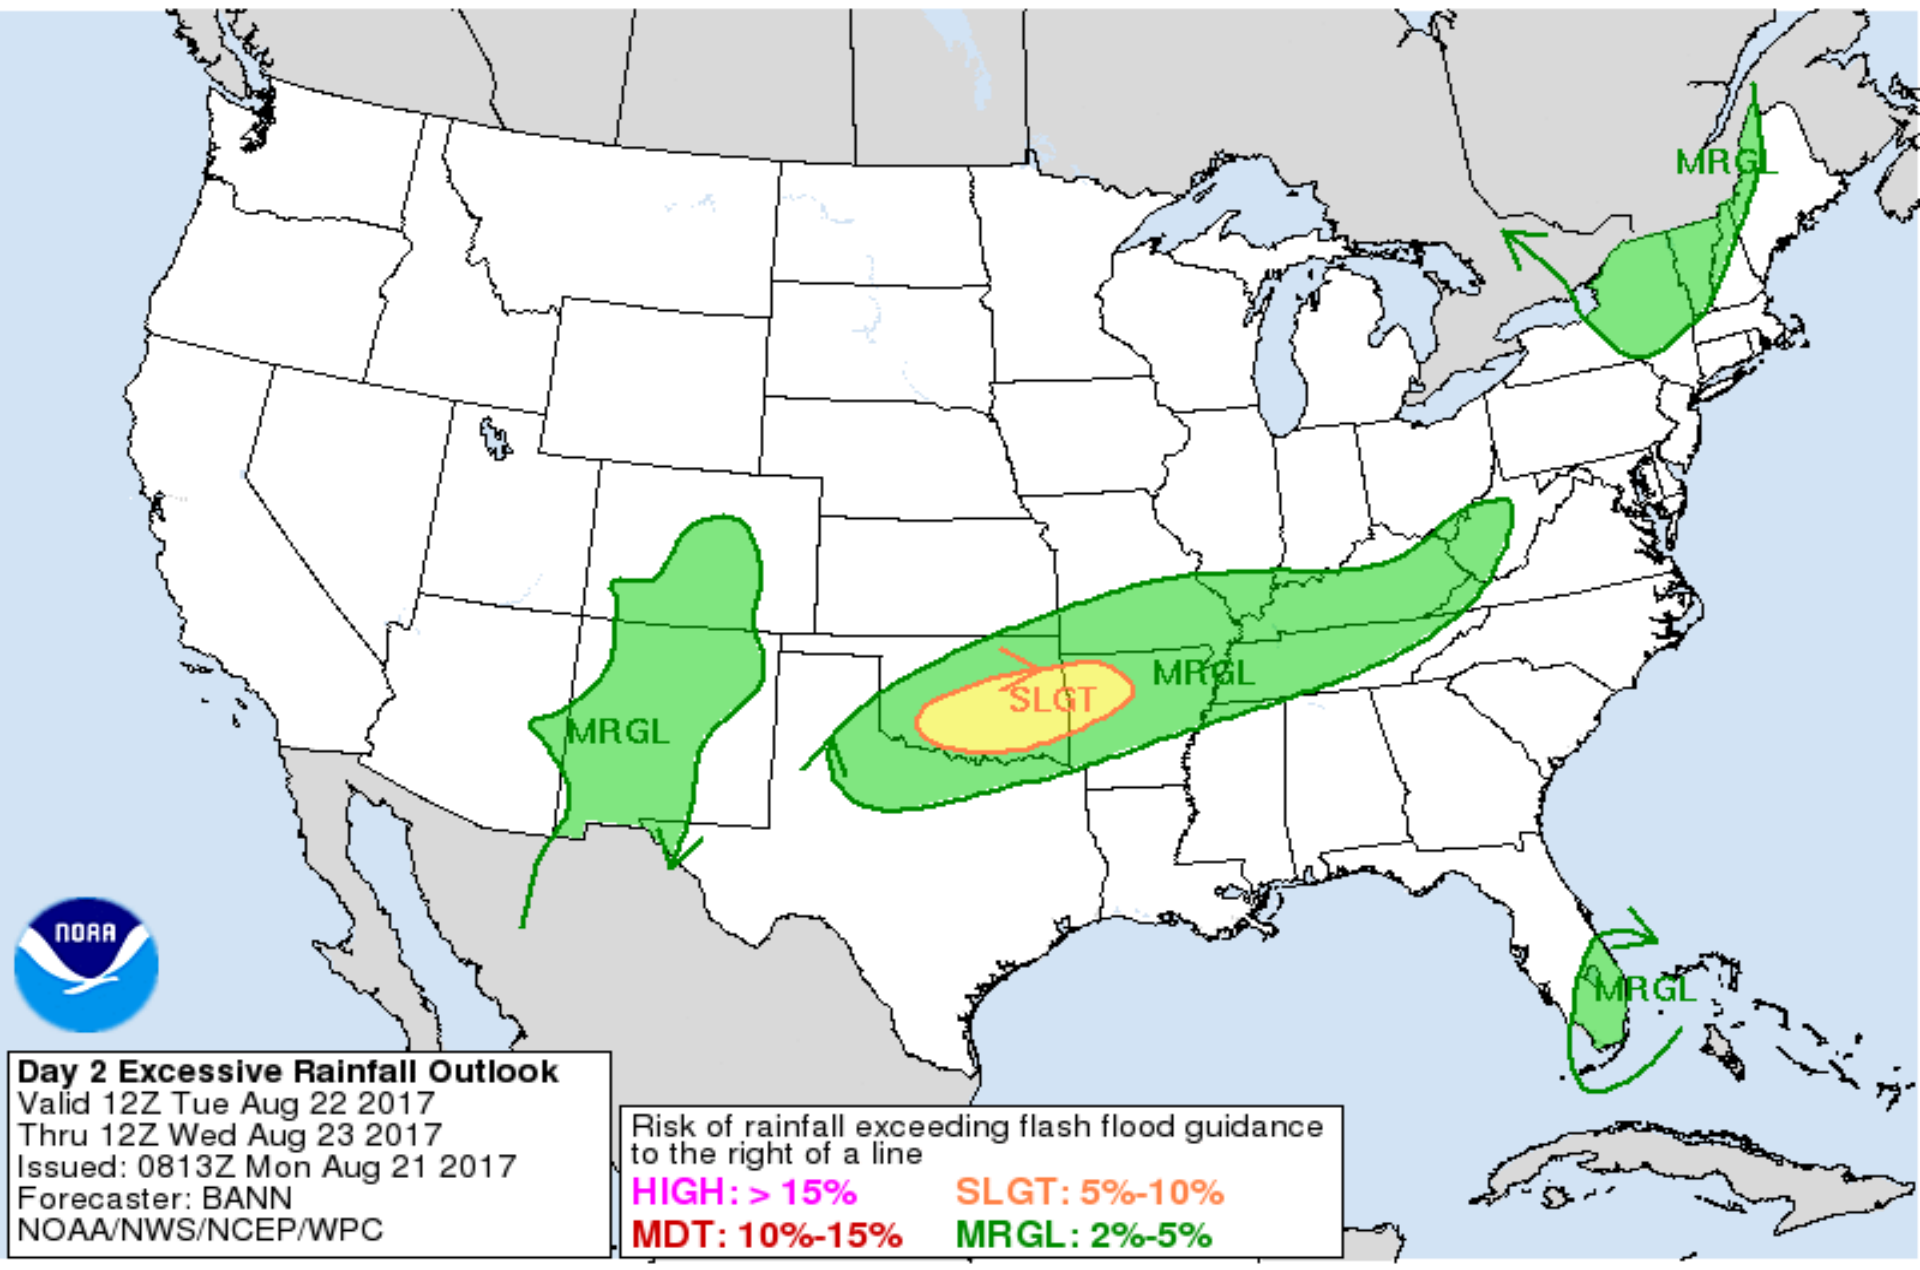 MRGL
MRGL
SLGT
MRGL
MRGL
NOAA
Day 2 Excessive Rainfall Outlook
Valid 12Z Tue Aug 22 2017
Thru 12Z Wed Aug 23 2017
Issued: 0813Z Mon Aug 21 2017
Forecaster: BANN
NOAA/NWS/NCEP/WPC
Risk of rainfall exceeding flash flood guidance
to the right of a line
HIGH: > 15% SLGT: 5%-10%
MDT: 10%-15% MRGL: 2%-5%